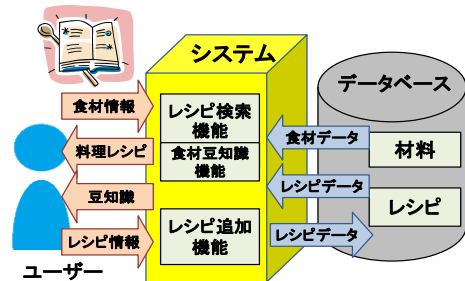 システム
データベース
食材情報
料理レシピ
豆知識
レシピ情報
ユーザー
レシピ検索
機能
食材豆知識
機能
レシピ追加
機能
食材データ
レシピデータ
レシピデータ
材料
レシピ